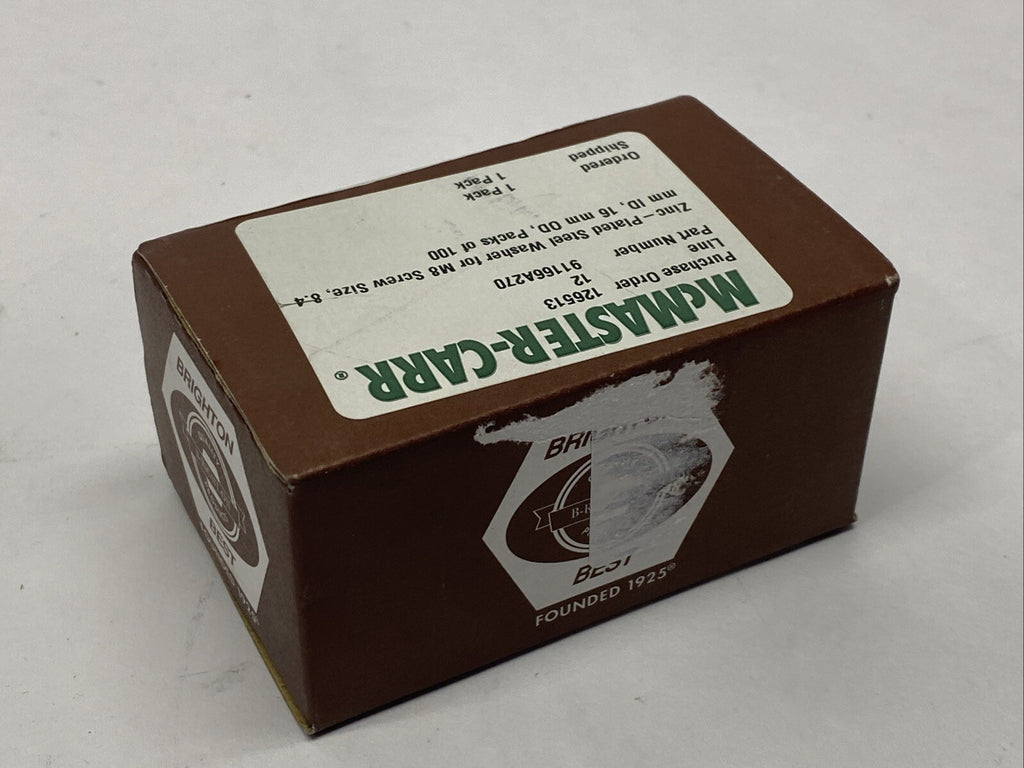 McMASTER-CARR®
Purchase Order 126513
Line 12
Part Number 91166A270
Zinc-Plated Steel Washer for M8 Screw Size, 8.4
mm ID, 16 mm OD, Packs of 100
Ordered 1 Pack
Shipped 1 Pack
BRIGHTON
BEST
BEST
FOUNDED 1925®